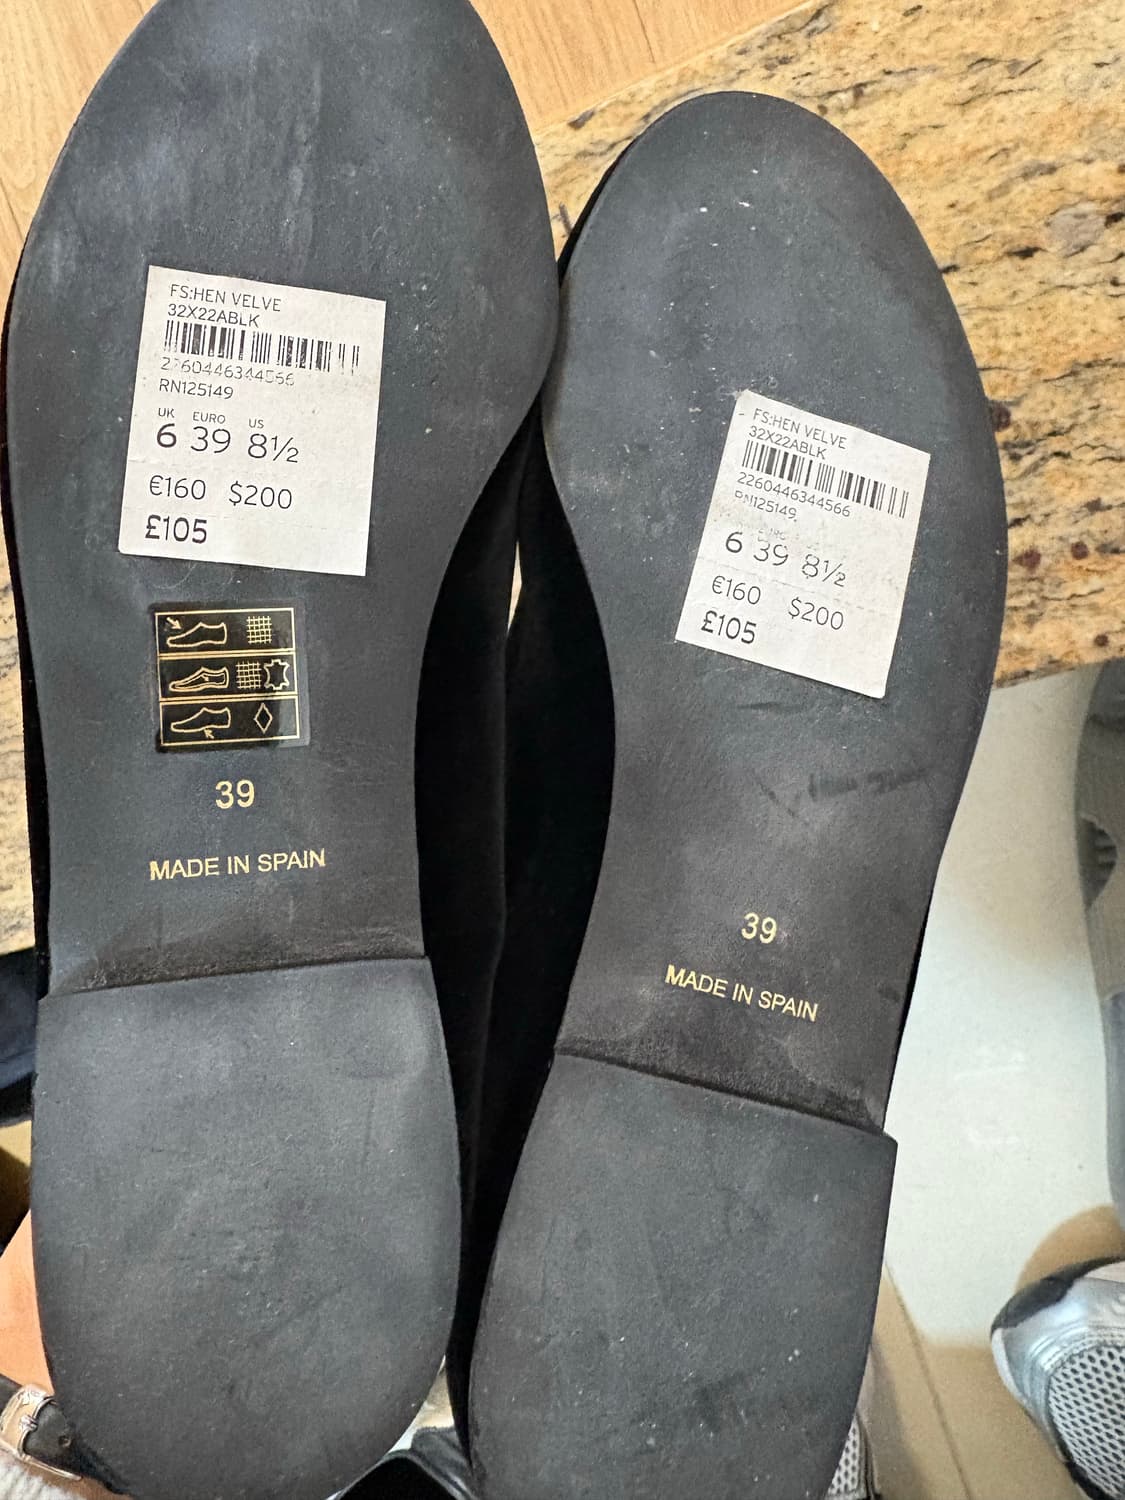 FS:HEN VELVE
32X22ABLK
RN125149
UK EURO US
6 39 8½
€160 $200
£105
39
MADE IN SPAIN
FS:HEN VELVE
32X22ABLK
2260446344566
RN125149
6 39 8½
€160 $200
£105
39
MADE IN SPAIN